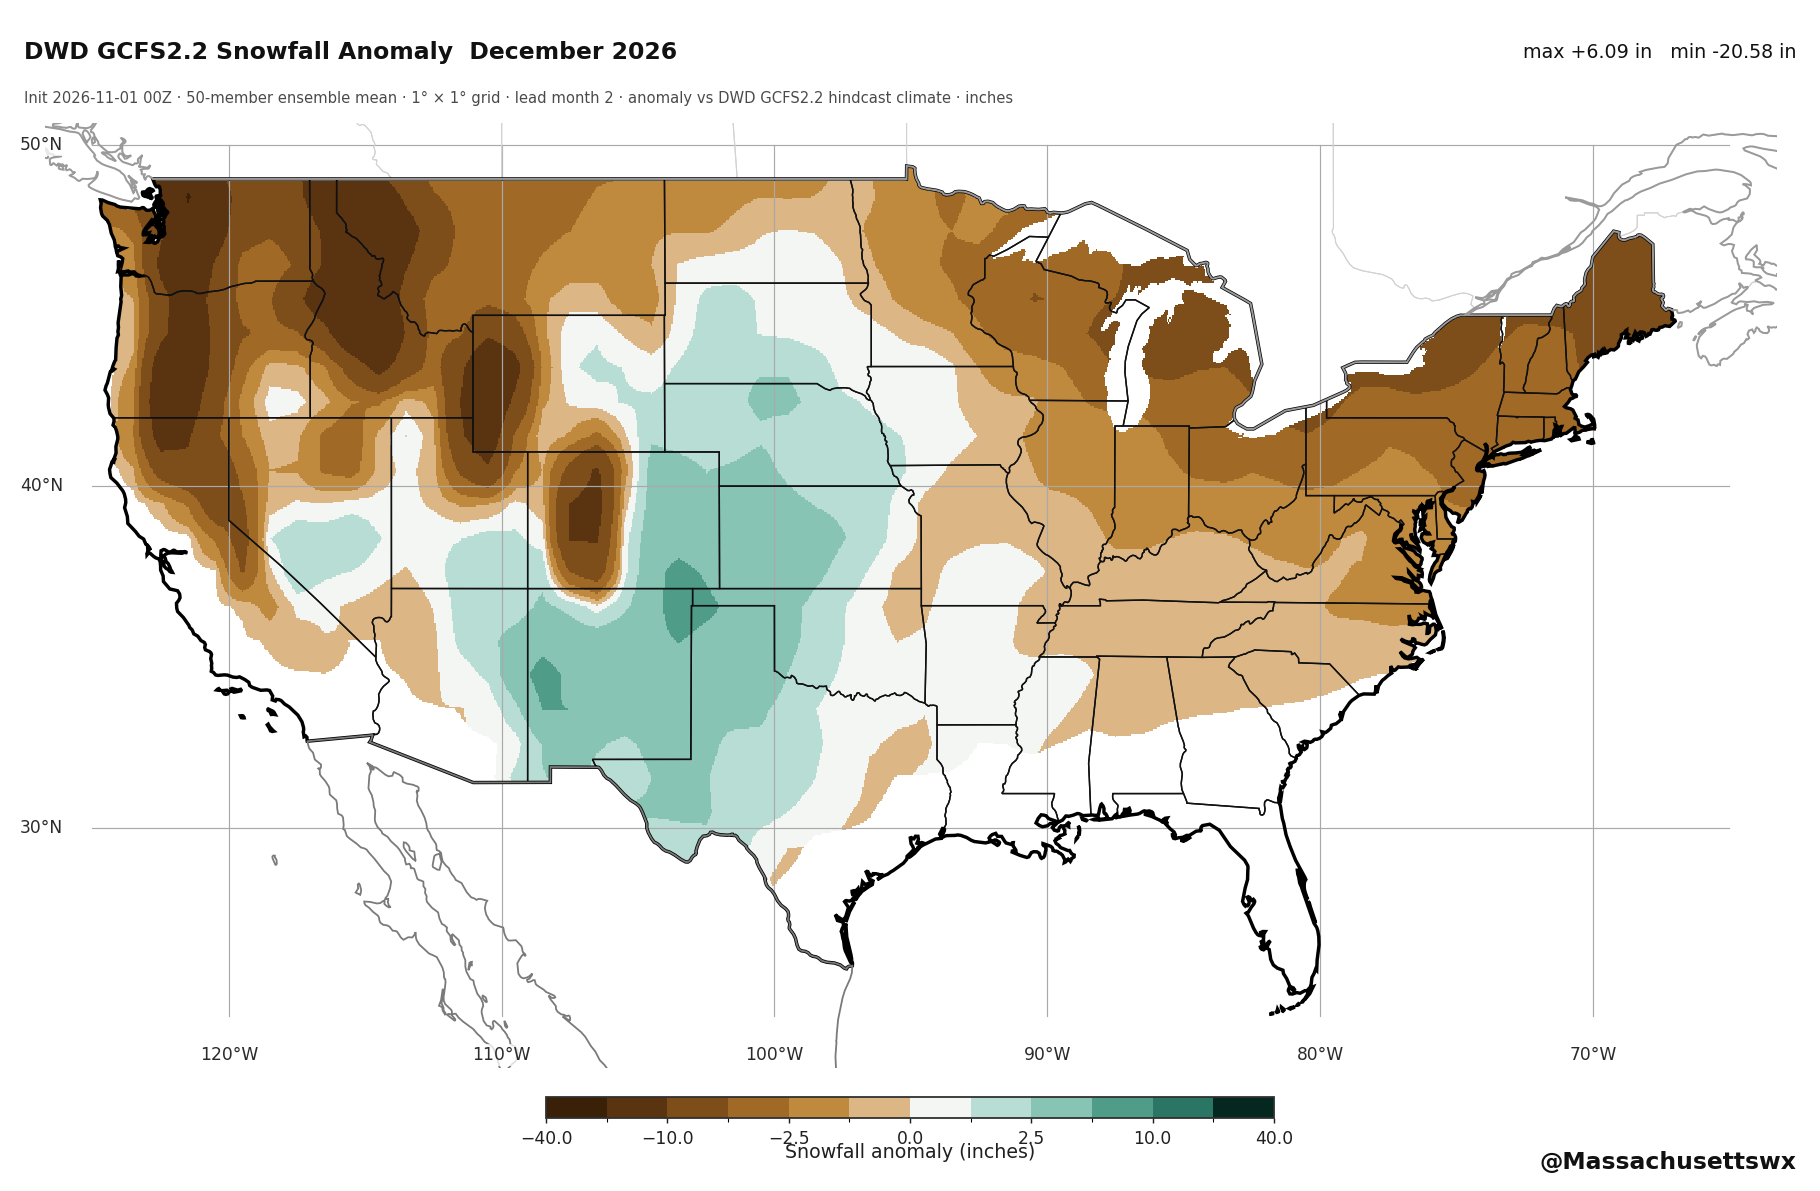 DWD GCFS2.2 Snowfall Anomaly  December 2026
max +6.09 in   min -20.58 in
Init 2026-11-01 00Z · 50-member ensemble mean · 1° × 1° grid · lead month 2 · anomaly vs DWD GCFS2.2 hindcast climate · inches
50°N
40°N
30°N
120°W
110°W
100°W
90°W
80°W
70°W
−40.0
−10.0
−2.5
0.0
2.5
10.0
40.0
Snowfall anomaly (inches)
@Massachusettswx